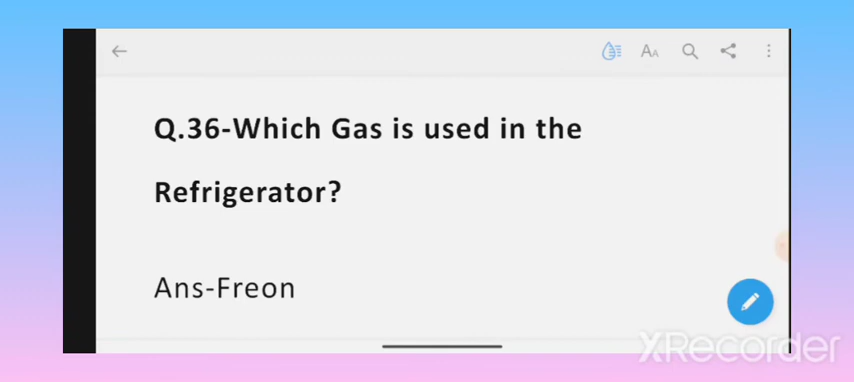 Q.36-Which Gas is used in the
Refrigerator?
Ans-Freon
XRecorder